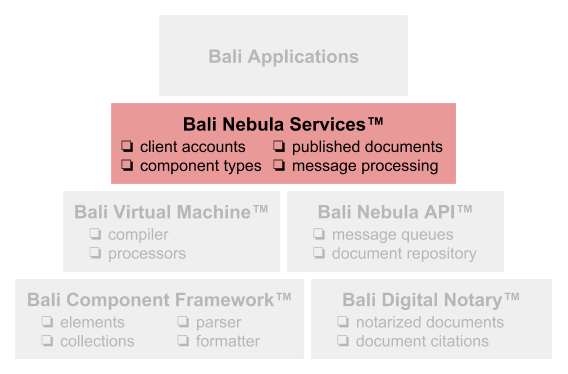 Bali Applications
Bali Nebula Services™
❏ client accounts ❏ published documents
❏ component types ❏ message processing
Bali Virtual Machine™ Bali Nebula API™
❏ compiler ❏ message queues
❏ processors ❏ document repository
Bali Component Framework™ Bali Digital Notary™
❏ elements ❏ parser ❏ notarized documents
❏ collections ❏ formatter ❏ document citations